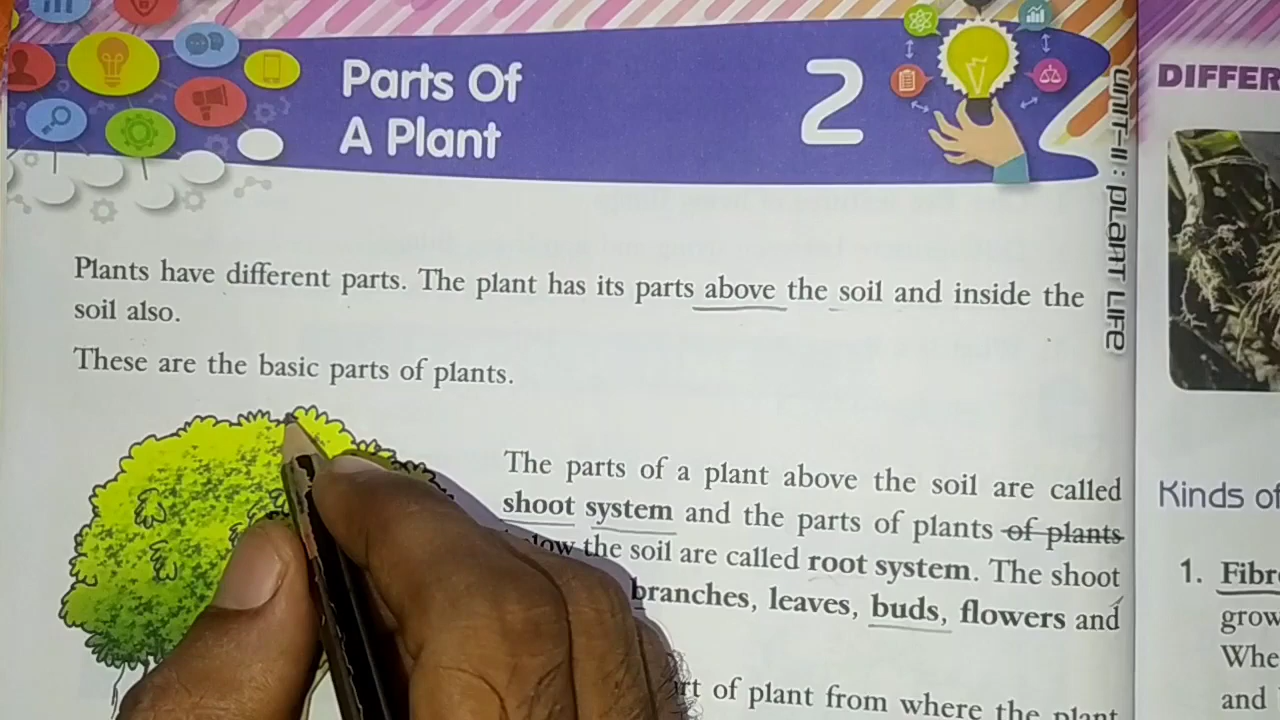 Parts Of
A Plant
2
UNIT-II : PLANT LIFE
Plants have different parts. The plant has its parts above the soil and inside the
soil also.
These are the basic parts of plants.
The parts of a plant above the soil are called
shoot system and the parts of plants of plants
the soil are called root system. The shoot
branches, leaves, buds, flowers and
of plant from where the plant
DIFFER
Kinds of
1. Fibr
grow
Whe
and